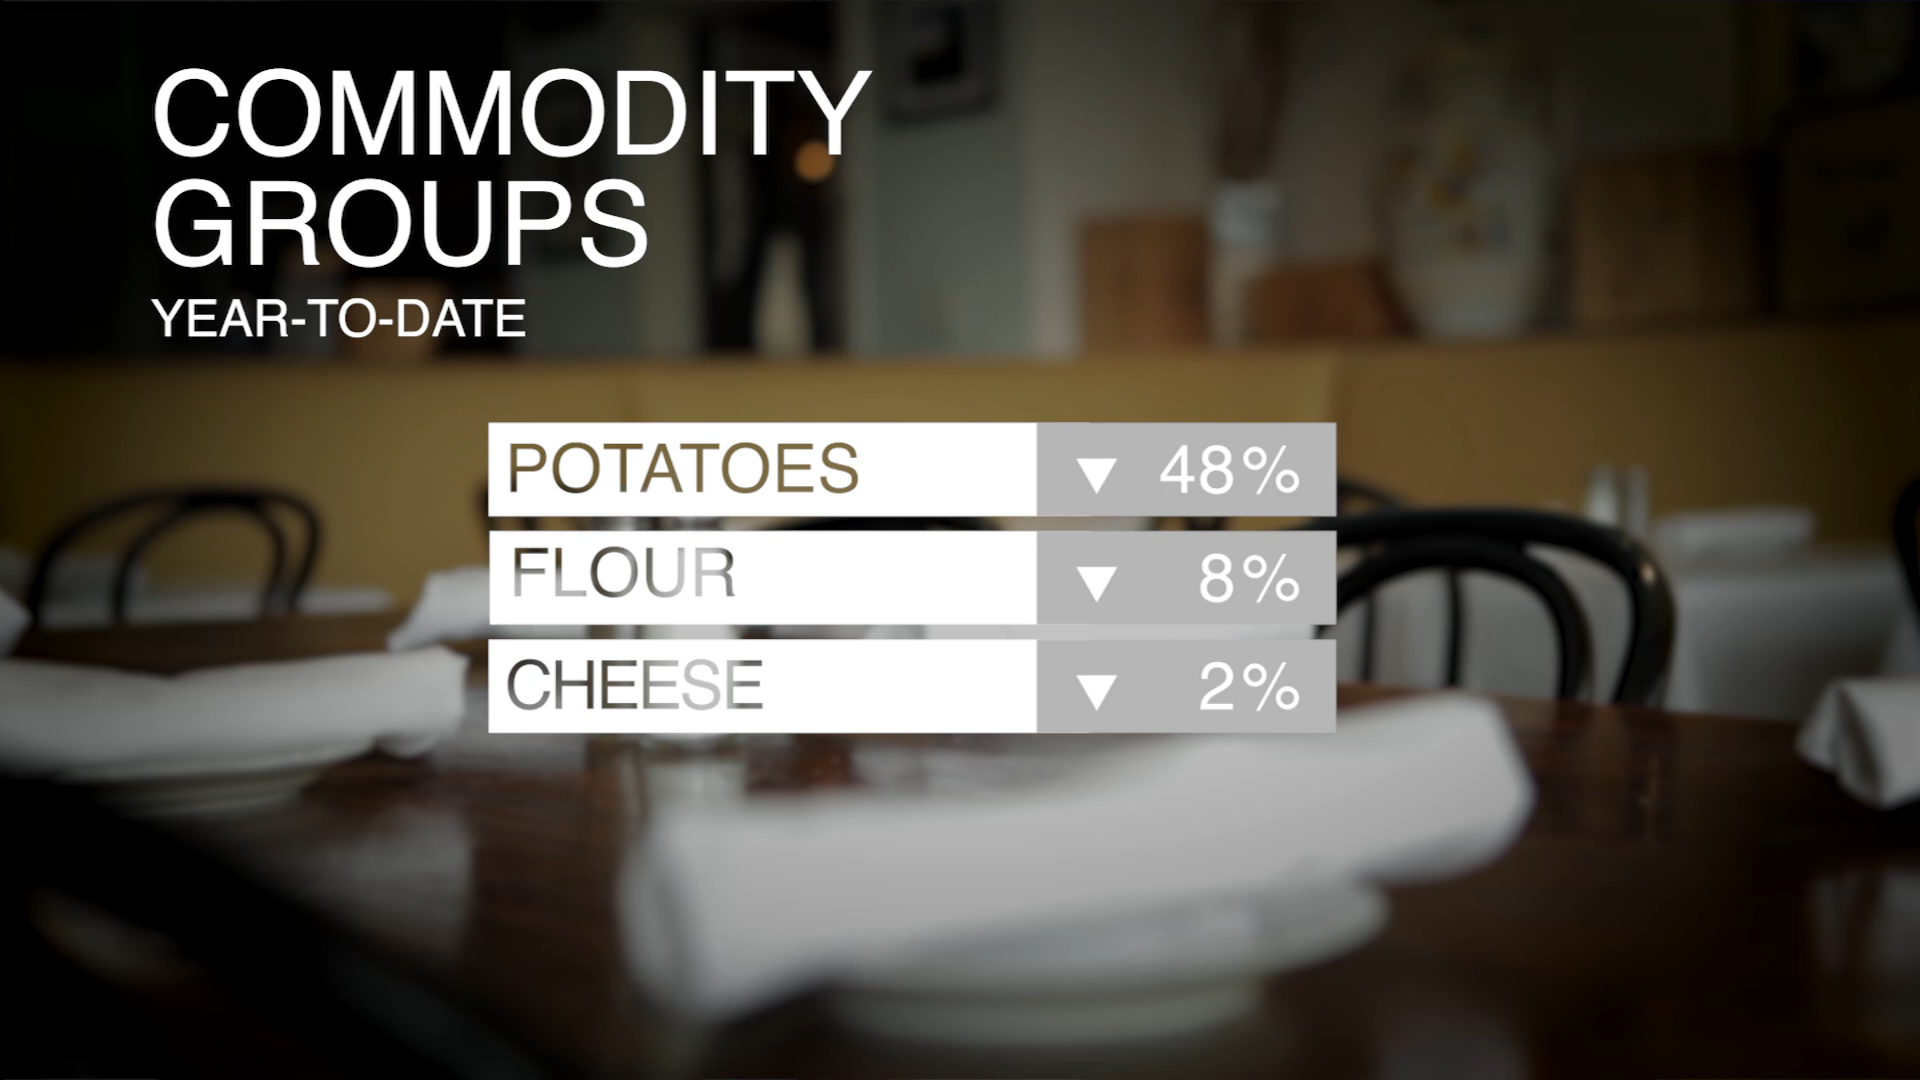 COMMODITY
GROUPS
YEAR-TO-DATE
POTATOES ▼ 48%
FLOUR ▼ 8%
CHEESE ▼ 2%